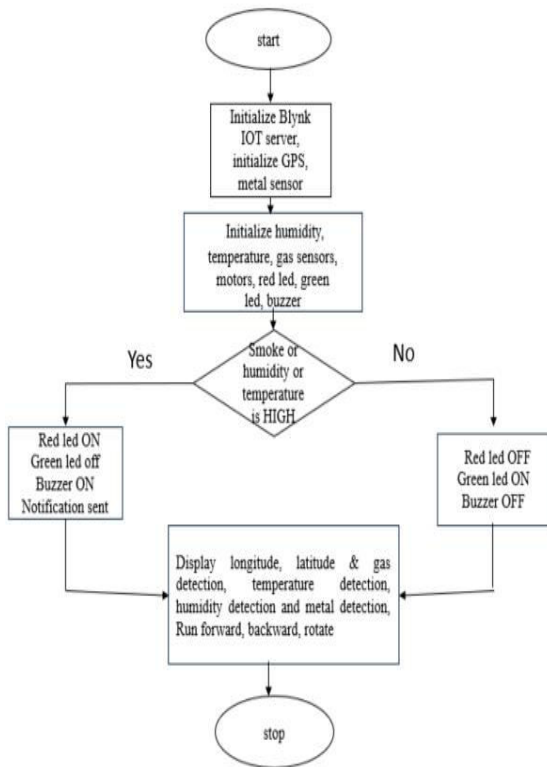 start
Initialize Blynk
IOT server,
initialize GPS,
metal sensor
Initialize humidity,
temperature, gas sensors,
motors, red led, green
led, buzzer
Smoke or
humidity or
temperature
is HIGH
Yes
No
Red led ON
Green led off
Buzzer ON
Notification sent
Red led OFF
Green led ON
Buzzer OFF
Display longitude, latitude & gas
detection, temperature detection,
humidity detection and metal detection,
Run forward, backward, rotate
stop